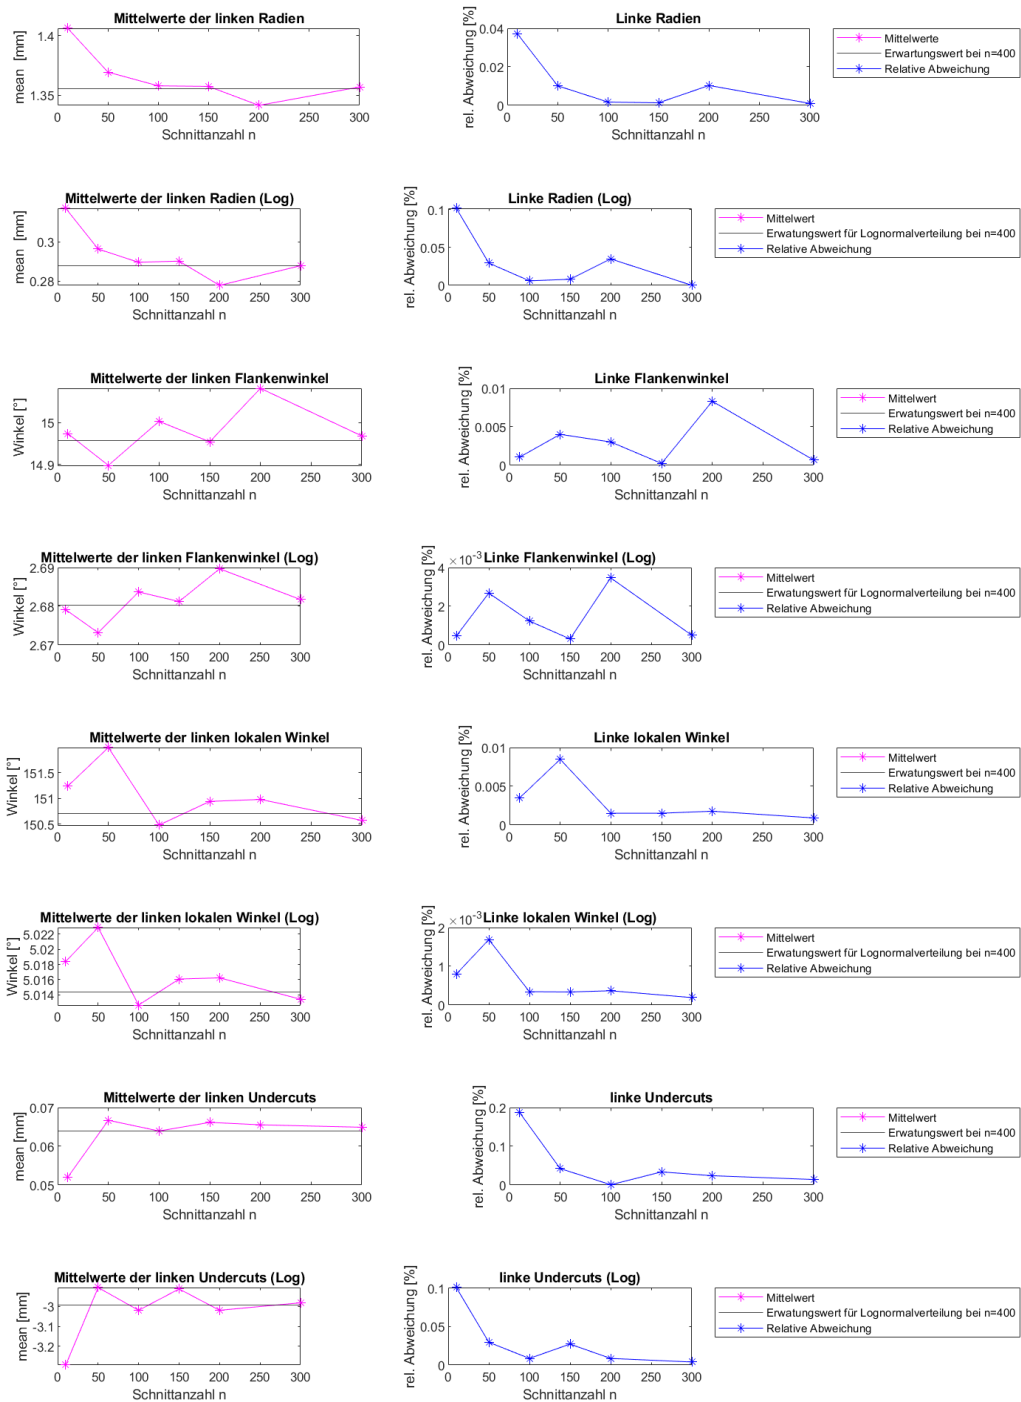 Mittelwerte der linken Radien
mean [mm]
1.4
1.35
0 50 100 150 200 250 300
Schnittanzahl n
Linke Radien
rel. Abweichung [%]
0.04
0.02
0
0 50 100 150 200 250 300
Schnittanzahl n
Mittelwerte
Erwartungswert bei n=400
Relative Abweichung
Mittelwerte der linken Radien (Log)
mean [mm]
0.3
0.28
0 50 100 150 200 250 300
Schnittanzahl n
Linke Radien (Log)
rel. Abweichung [%]
0.1
0.05
0
0 50 100 150 200 250 300
Schnittanzahl n
Mittelwert
Erwatungswert für Lognormalverteilung bei n=400
Relative Abweichung
Mittelwerte der linken Flankenwinkel
Winkel [°]
15
14.9
0 50 100 150 200 250 300
Schnittanzahl n
Linke Flankenwinkel
rel. Abweichung [%]
0.01
0.005
0
0 50 100 150 200 250 300
Schnittanzahl n
Mittelwert
Erwatungswert bei n=400
Relative Abweichung
Mittelwerte der linken Flankenwinkel (Log)
Winkel [°]
2.69
2.68
2.67
0 50 100 150 200 250 300
Schnittanzahl n
×10⁻³ Linke Flankenwinkel (Log)
rel. Abweichung [%]
4
2
0
0 50 100 150 200 250 300
Schnittanzahl n
Mittelwert
Erwatungswert für Lognormalverteilung bei n=400
Relative Abweichung
Mittelwerte der linken lokalen Winkel
Winkel [°]
151.5
151
150.5
0 50 100 150 200 250 300
Schnittanzahl n
Linke lokalen Winkel
rel. Abweichung [%]
0.01
0.005
0
0 50 100 150 200 250 300
Schnittanzahl n
Mittelwert
Erwatungswert bei n=400
Relative Abweichung
Mittelwerte der linken lokalen Winkel (Log)
Winkel [°]
5.022
5.02
5.018
5.016
5.014
0 50 100 150 200 250 300
Schnittanzahl n
×10⁻³ Linke lokalen Winkel (Log)
rel. Abweichung [%]
2
1
0
0 50 100 150 200 250 300
Schnittanzahl n
Mittelwert
Erwatungswert für Lognormalverteilung bei n=400
Relative Abweichung
Mittelwerte der linken Undercuts
mean [mm]
0.07
0.06
0.05
0 50 100 150 200 250 300
Schnittanzahl n
linke Undercuts
rel. Abweichung [%]
0.2
0.1
0
0 50 100 150 200 250 300
Schnittanzahl n
Mittelwert
Erwatungswert bei n=400
Relative Abweichung
Mittelwerte der linken Undercuts (Log)
mean [mm]
-3
-3.1
-3.2
0 50 100 150 200 250 300
Schnittanzahl n
linke Undercuts (Log)
rel. Abweichung [%]
0.1
0.05
0
0 50 100 150 200 250 300
Schnittanzahl n
Mittelwert
Erwatungswert für Lognormalverteilung bei n=400
Relative Abweichung